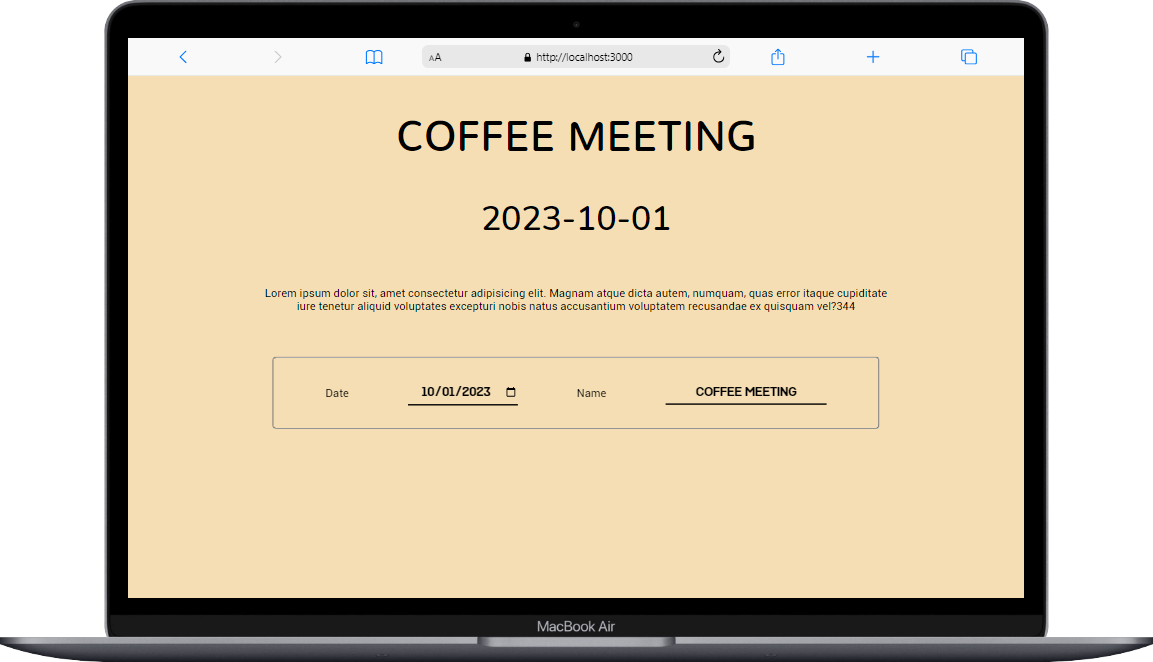 AA
http://localhost:3000
COFFEE MEETING
2023-10-01
Lorem ipsum dolor sit, amet consectetur adipisicing elit. Magnam atque dicta autem, numquam, quas error itaque cupiditate
iure tenetur aliquid voluptates excepturi nobis natus accusantium voluptatem recusandae ex quisquam vel?344
Date 10/01/2023 Name COFFEE MEETING
MacBook Air